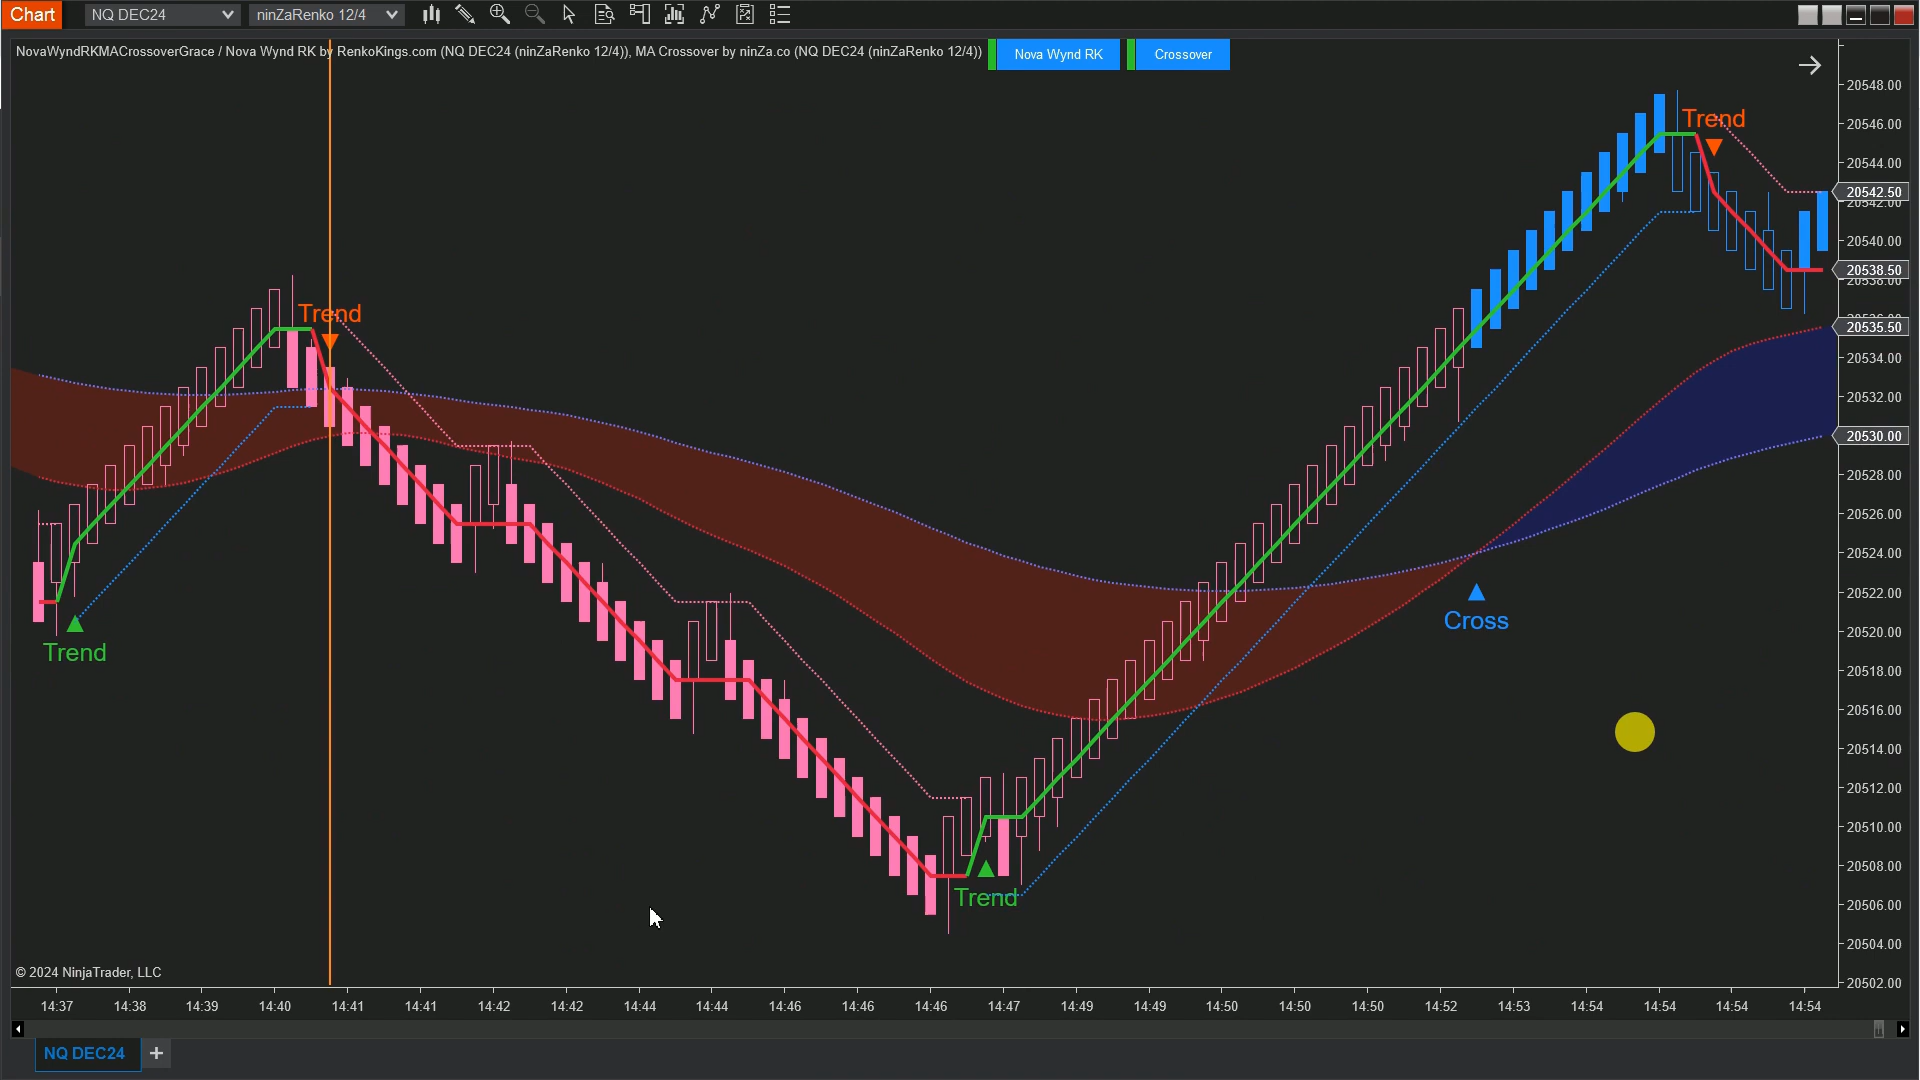 Chart NQ DEC24 ninZaRenko 12/4
NovaWyndRKMACrossoverGrace / Nova Wynd RK by RenkoKings.com (NQ DEC24 (ninZaRenko 12/4)), MA Crossover by ninZa.co (NQ DEC24 (ninZaRenko 12/4)) Nova Wynd RK Crossover
20548.00
Trend
20546.00
20544.00
20542.50
20542.00
20540.00
20538.50
20538.00
Trend
20535.50
20534.00
20532.00
20530.00
20528.00
20526.00
20524.00
20522.00
Cross
20520.00
Trend
20518.00
20516.00
20514.00
20512.00
20510.00
20508.00
Trend
20506.00
20504.00
© 2024 NinjaTrader, LLC
20502.00
14:37 14:38 14:39 14:40 14:41 14:41 14:42 14:42 14:44 14:44 14:46 14:46 14:46 14:47 14:49 14:49 14:50 14:50 14:50 14:52 14:53 14:54 14:54 14:54 14:54
NQ DEC24 +